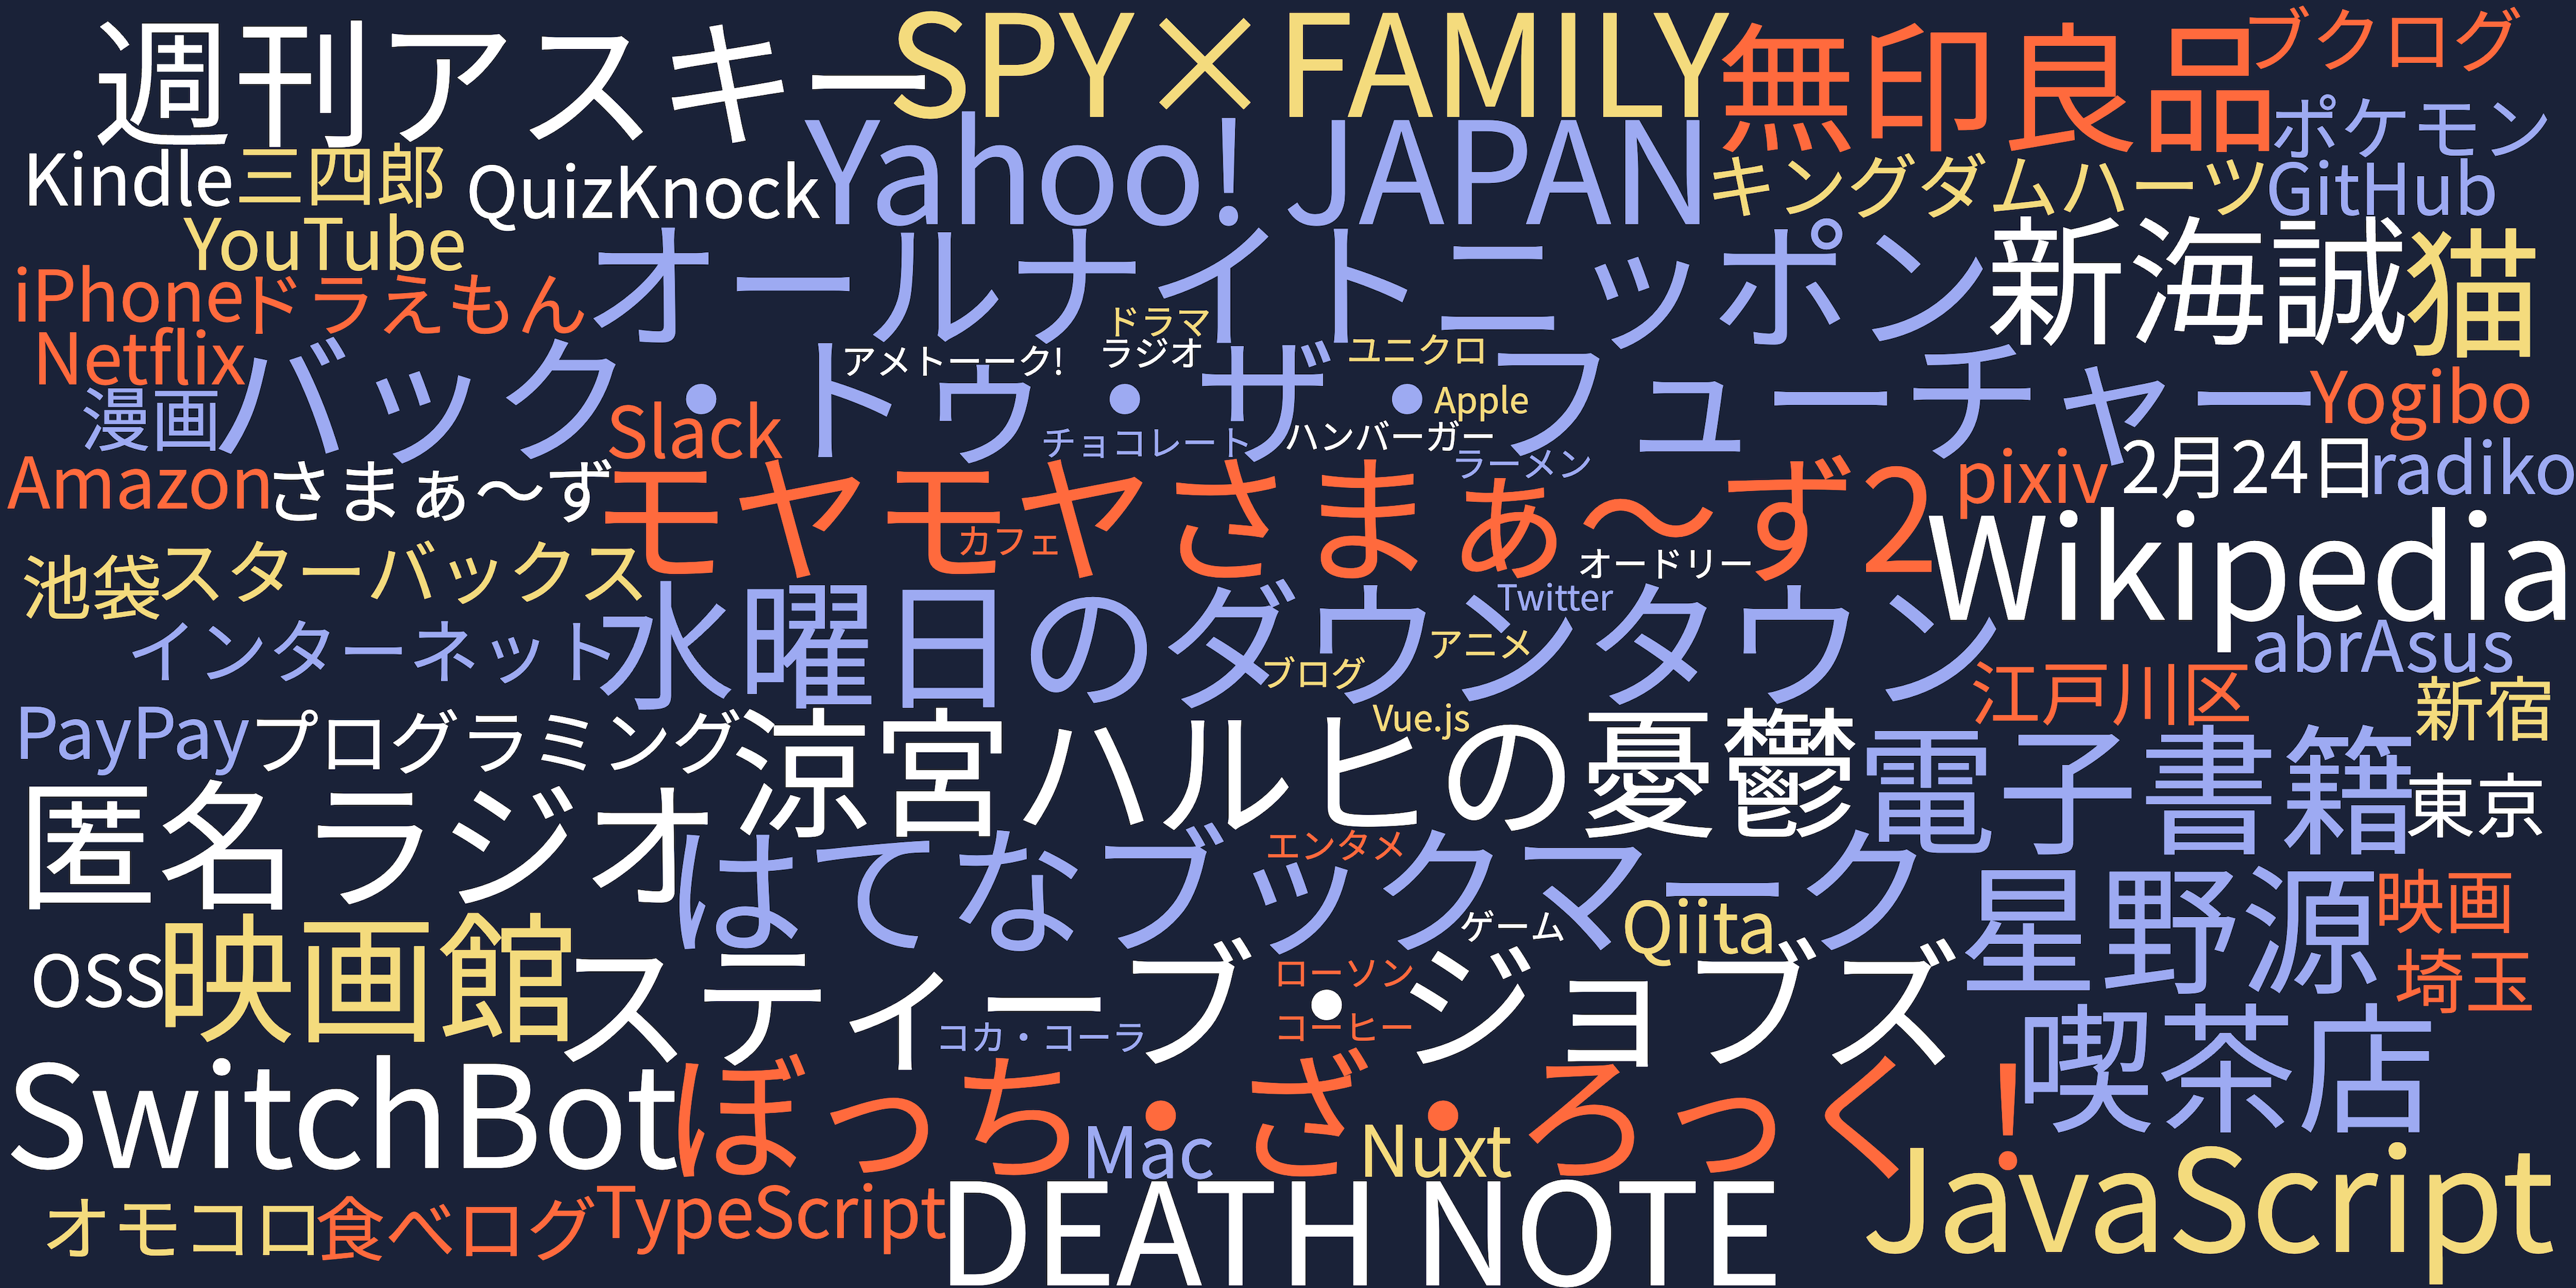 週刊アスキー
SPY×FAMILY
無印良品
ブクログ
ポケモン
Kindle
三四郎
QuizKnock
Yahoo! JAPAN
キングダムハーツ
GitHub
YouTube
オールナイトニッポン
新海誠
猫
iPhone
ドラえもん
ドラマ
Netflix
アメトーーク!
ラジオ
ユニクロ
バック・トゥ・ザ・フューチャー
漫画
Slack
Apple
Yogibo
チョコレート
ハンバーガー
ラーメン
Amazon
さまぁ〜ず
モヤモヤさまぁ〜ず2
pixiv
2月24日
radiko
カフェ
Wikipedia
池袋
スターバックス
オードリー
Twitter
インターネット
水曜日のダウンタウン
アニメ
ブログ
abrAsus
江戸川区
新宿
PayPay
プログラミング
涼宮ハルヒの憂鬱
Vue.js
電子書籍
東京
匿名ラジオ
はてなブックマーク
エンタメ
星野源
映画
OSS
映画館
ゲーム
Qiita
スティーブ・ジョブズ
ローソン
コーヒー
コカ・コーラ
埼玉
喫茶店
SwitchBot
ぼっち・ざ・ろっく！
Mac
Nuxt
JavaScript
オモコロ
食べログ
TypeScript
DEATH NOTE